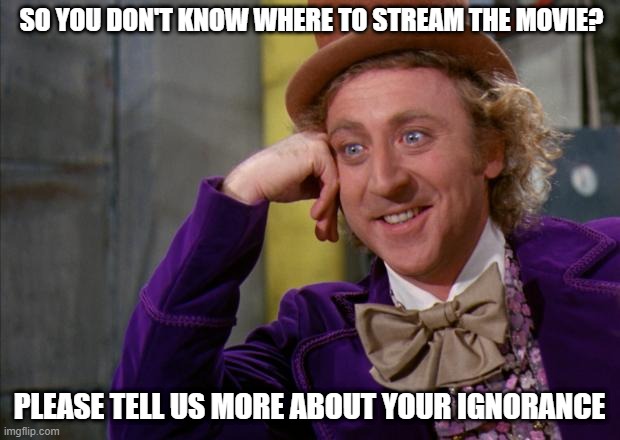 SO YOU DON'T KNOW WHERE TO STREAM THE MOVIE?
PLEASE TELL US MORE ABOUT YOUR IGNORANCE
imgflip.com